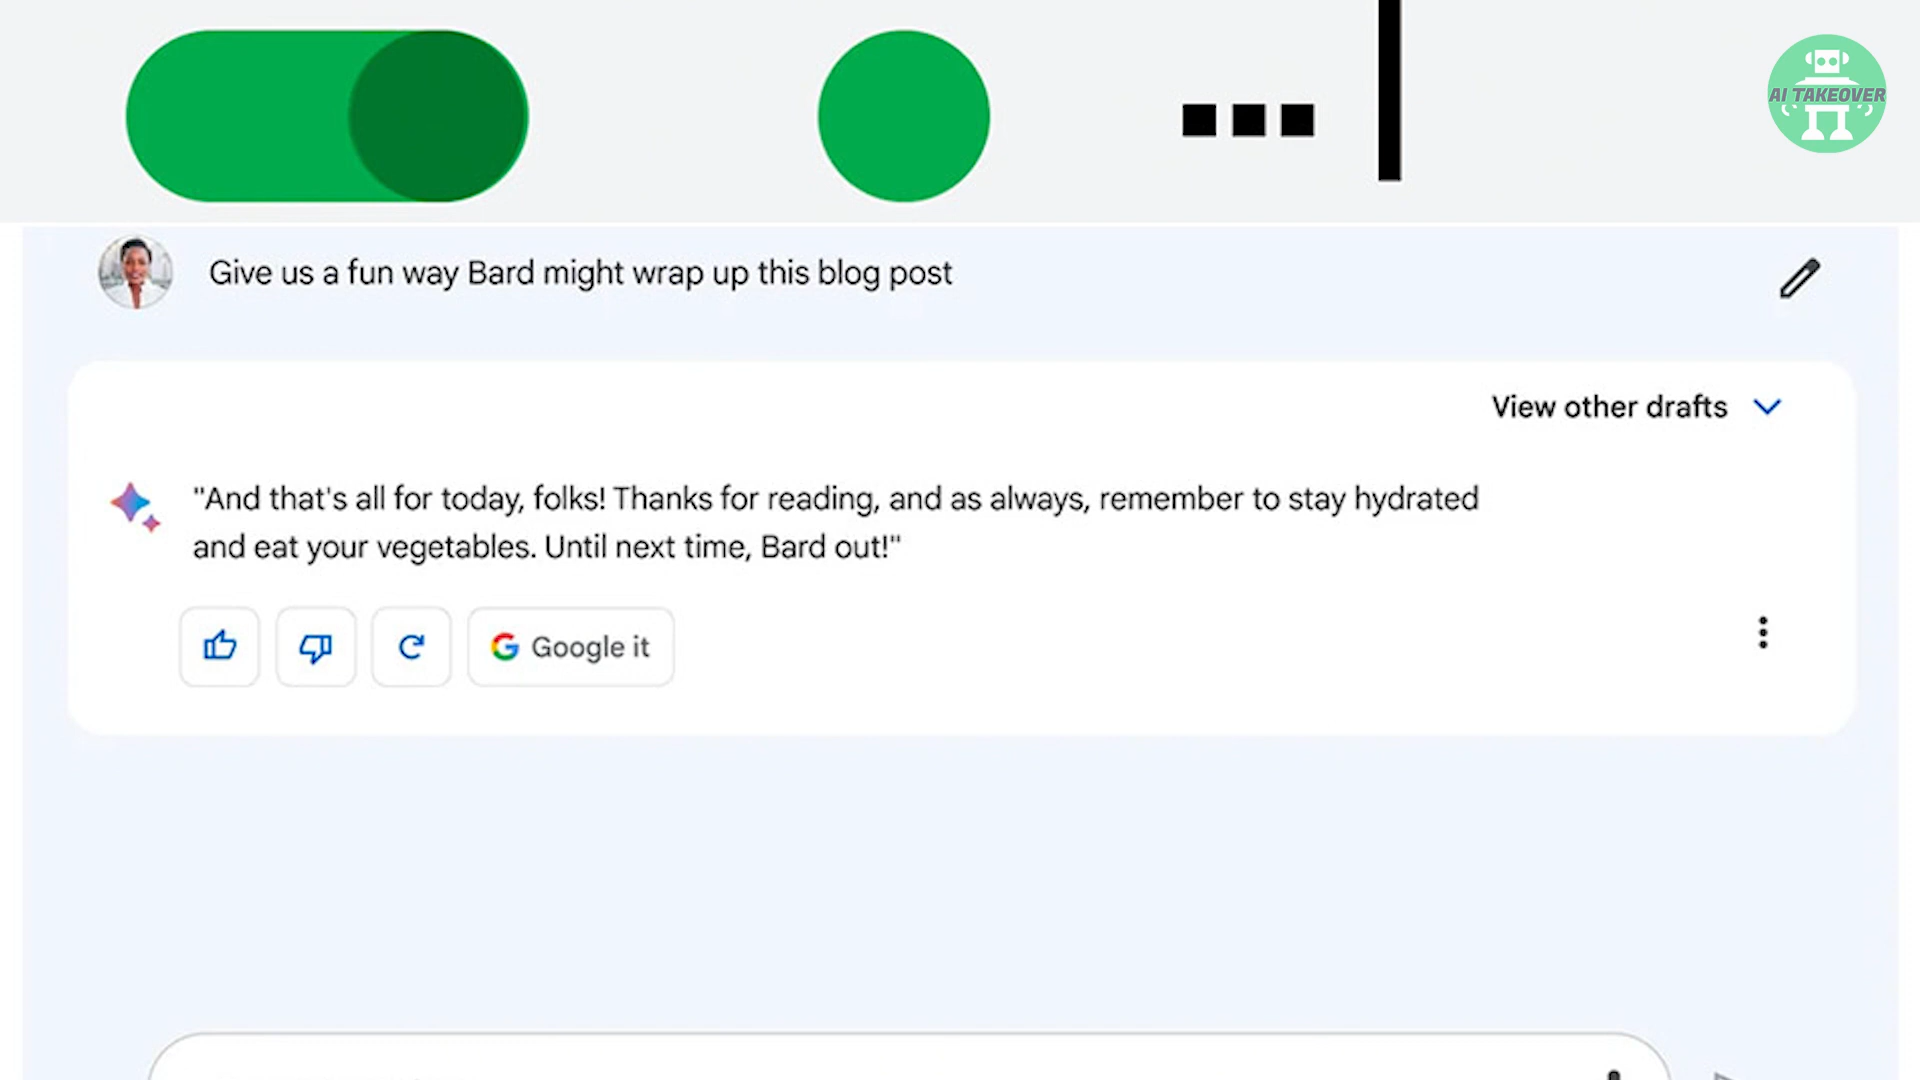 AI TAKEOVER
Give us a fun way Bard might wrap up this blog post
View other drafts
"And that's all for today, folks! Thanks for reading, and as always, remember to stay hydrated
and eat your vegetables. Until next time, Bard out!"
Google it